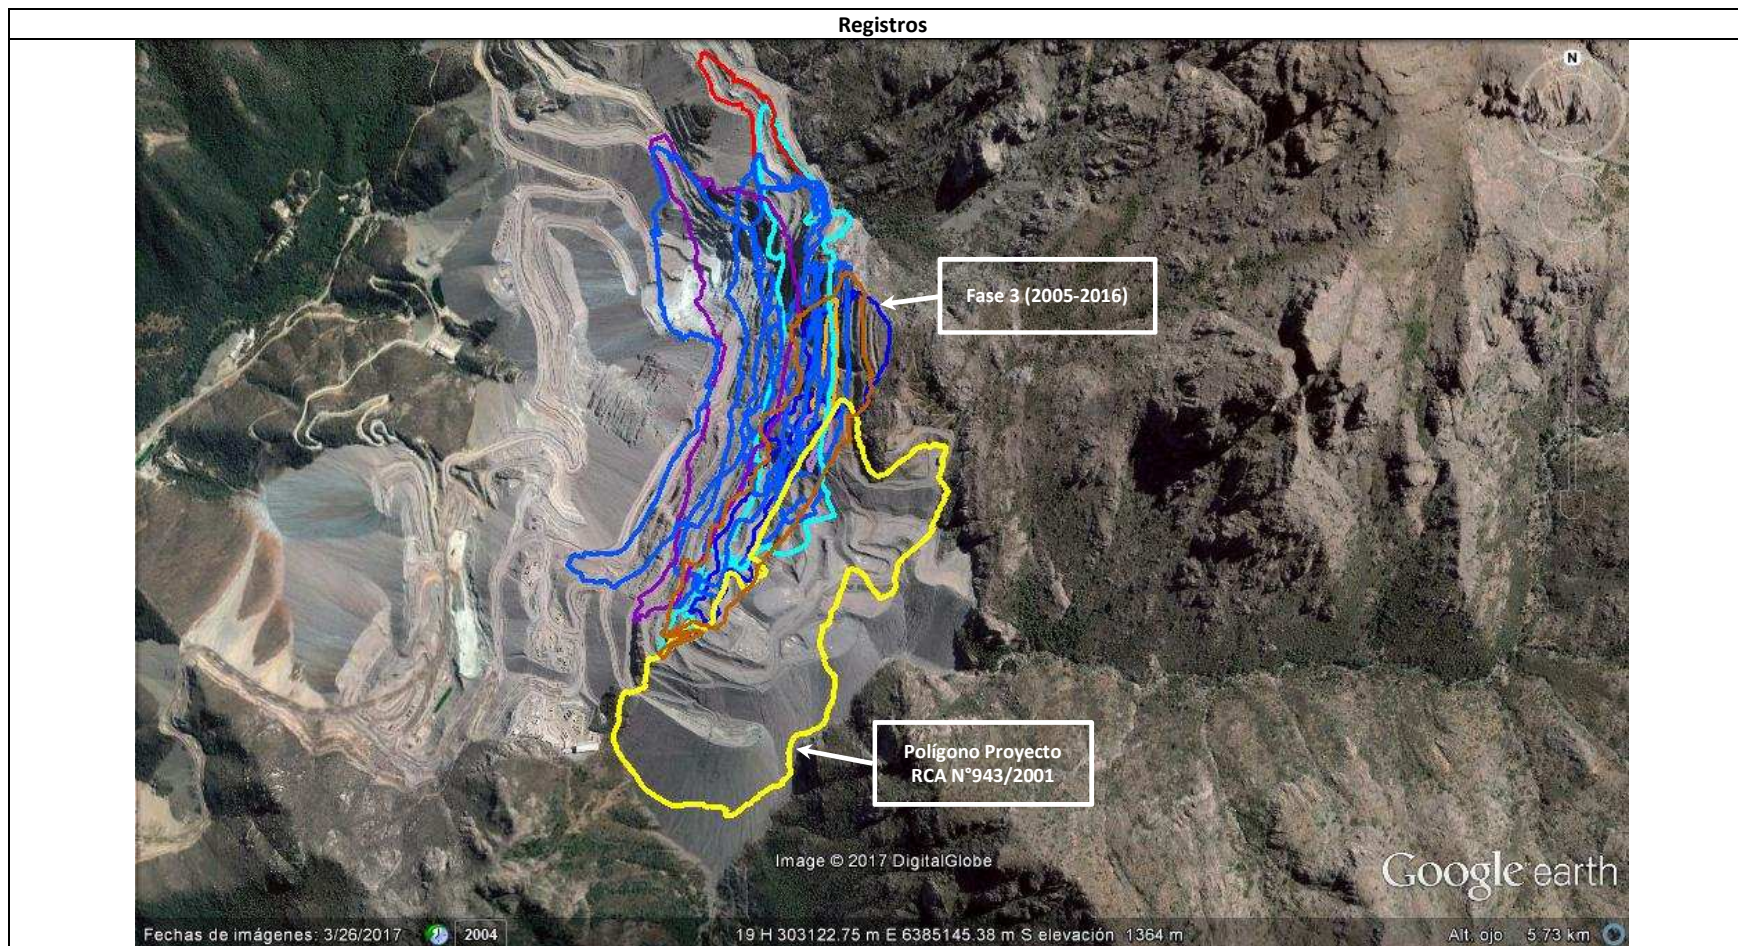 Registros
N
Fase 3 (2005-2016)
Polígono Proyecto
RCA N°943/2001
Image © 2017 DigitalGlobe
Google earth
Fechas de imágenes: 3/26/2017 2004 19 H 303122.75 m E 6385145.38 m S elevación 1364 m Alt. ojo 5.73 km